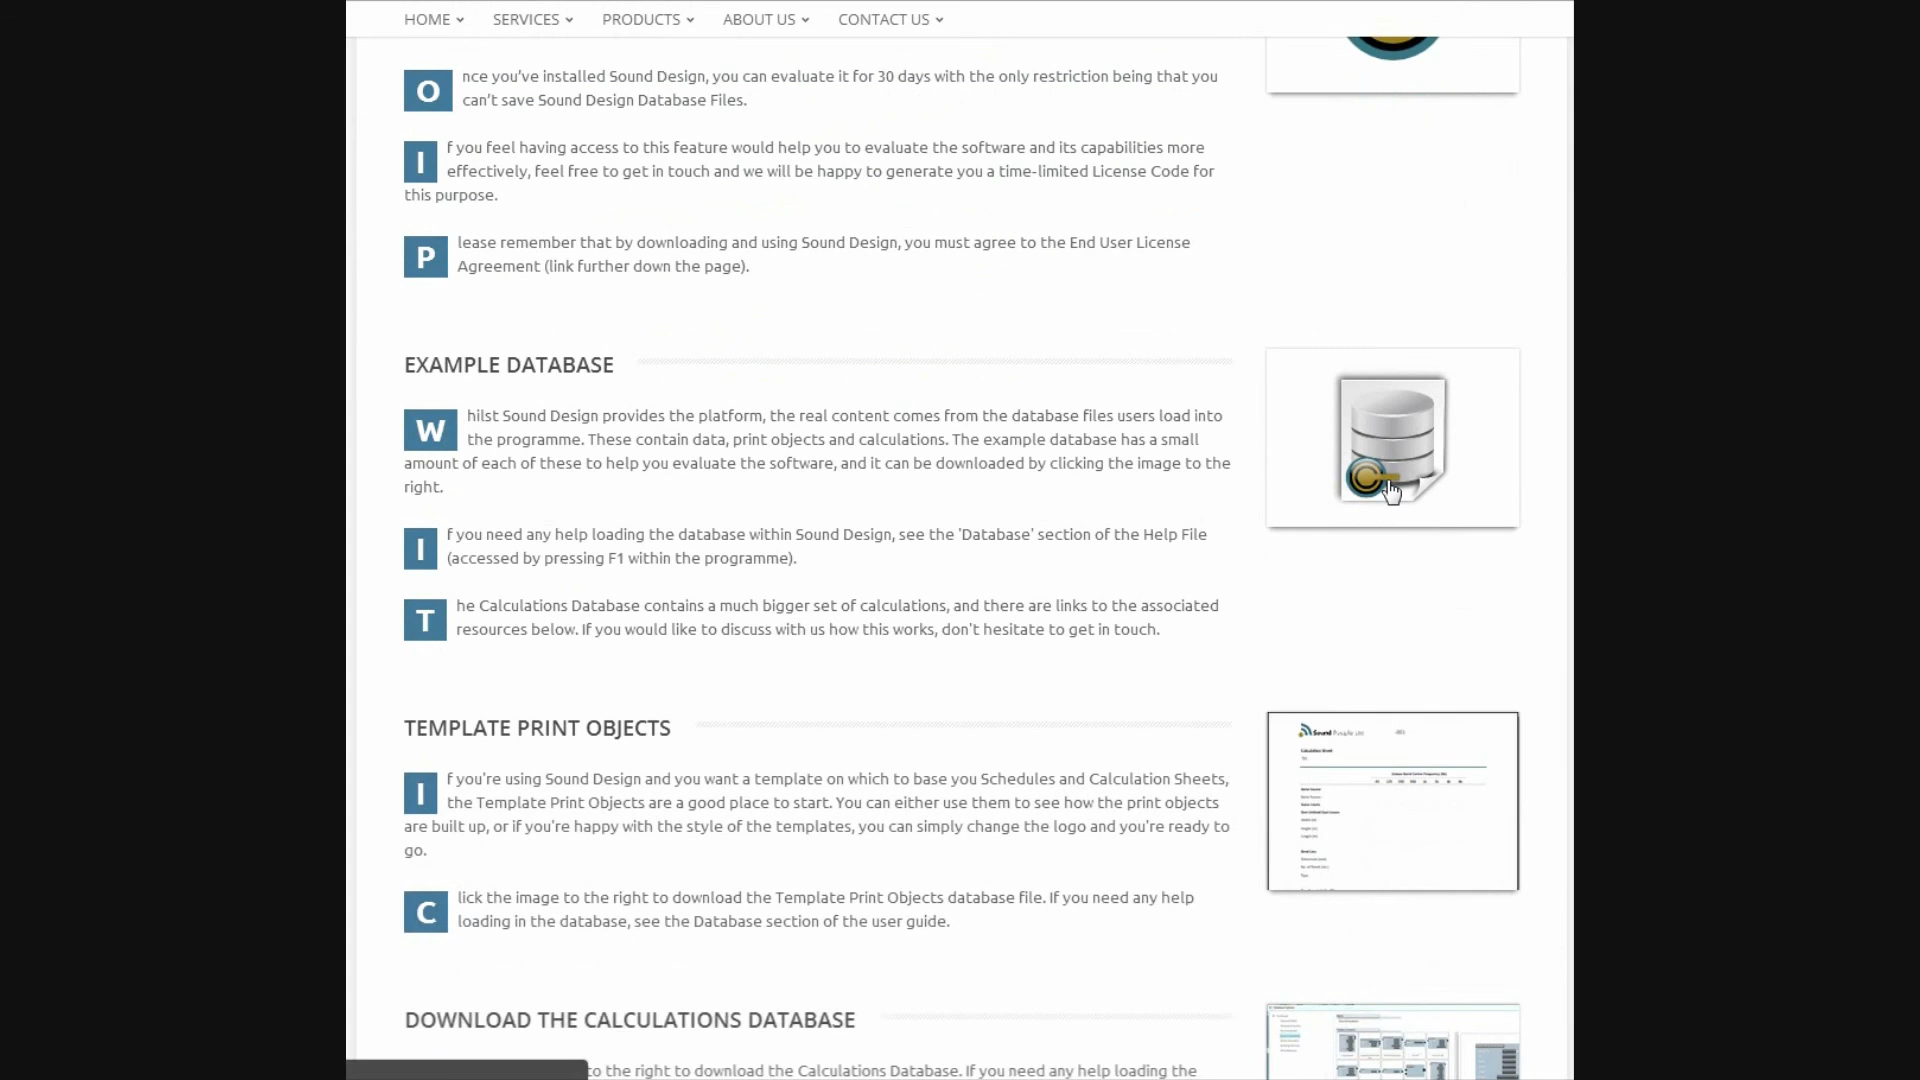 HOME SERVICES PRODUCTS ABOUT US CONTACT US
Once you've installed Sound Design, you can evaluate it for 30 days with the only restriction being that you
can't save Sound Design Database Files.
If you feel having access to this feature would help you to evaluate the software and its capabilities more
effectively, feel free to get in touch and we will be happy to generate you a time-limited License Code for
this purpose.
Please remember that by downloading and using Sound Design, you must agree to the End User License
Agreement (link further down the page).
EXAMPLE DATABASE
Whilst Sound Design provides the platform, the real content comes from the database files users load into
the programme. These contain data, print objects and calculations. The example database has a small
amount of each of these to help you evaluate the software, and it can be downloaded by clicking the image to the
right.
If you need any help loading the database within Sound Design, see the 'Database' section of the Help File
(accessed by pressing F1 within the programme).
The Calculations Database contains a much bigger set of calculations, and there are links to the associated
resources below. If you would like to discuss with us how this works, don't hesitate to get in touch.
TEMPLATE PRINT OBJECTS
If you're using Sound Design and you want a template on which to base you Schedules and Calculation Sheets,
the Template Print Objects are a good place to start. You can either use them to see how the print objects
are built up, or if you're happy with the style of the templates, you can simply change the logo and you're ready to
go.
Click the image to the right to download the Template Print Objects database file. If you need any help
loading in the database, see the Database section of the user guide.
Sound
Calculation Sheet
DOWNLOAD THE CALCULATIONS DATABASE
to the right to download the Calculations Database. If you need any help loading the